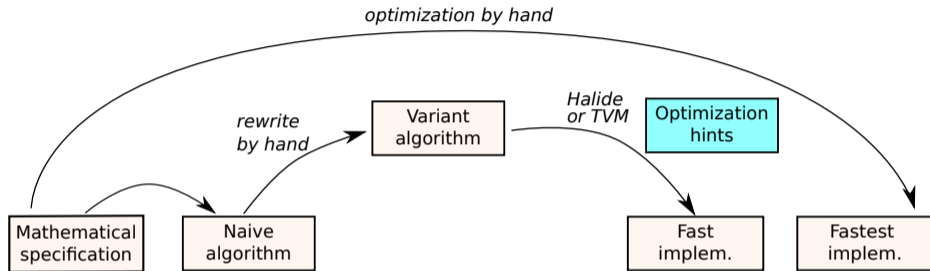 optimization by hand
rewrite
by hand
Variant
algorithm
Halide
or TVM
Optimization
hints
Mathematical
specification
Naive
algorithm
Fast
implem.
Fastest
implem.